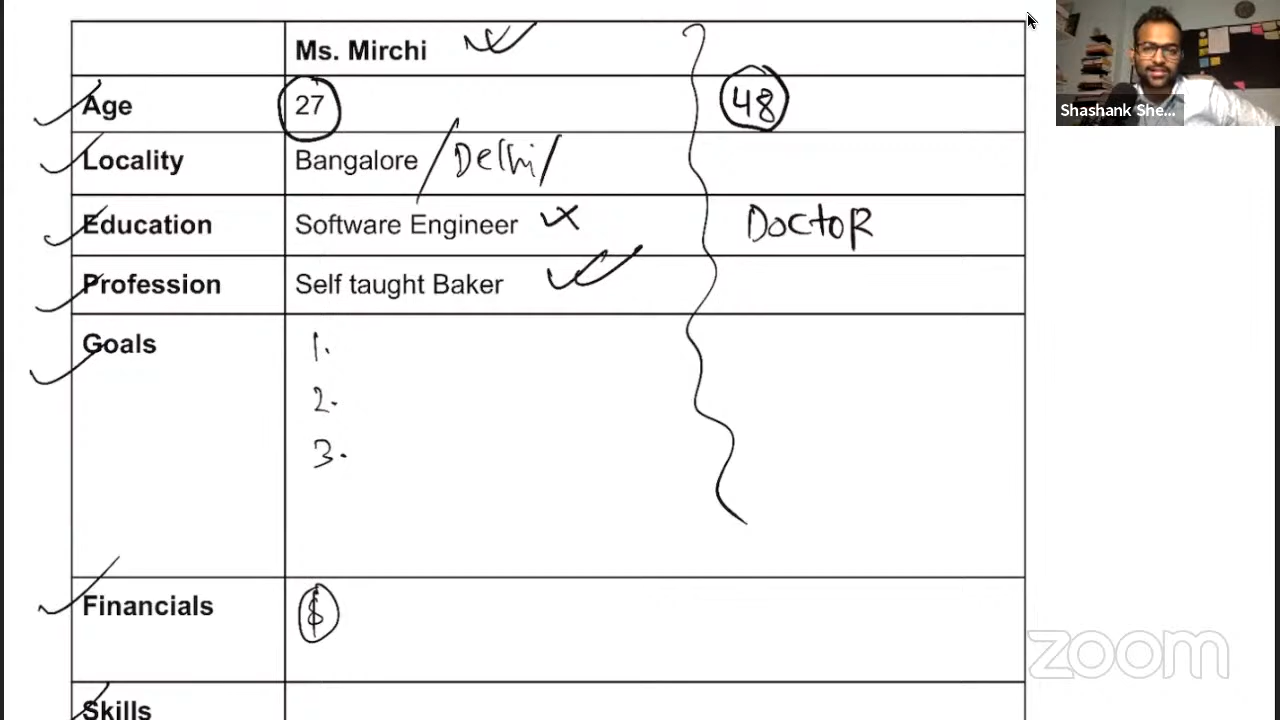 Ms. Mirchi
Age 27 48
Locality Bangalore / Delhi /
Education Software Engineer DOCTOR
Profession Self taught Baker
Goals 1.
2.
3.
Financials $
Skills
Shashank She...
zoom